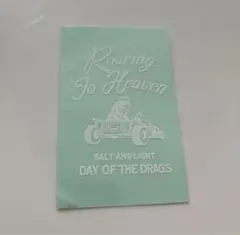 Roaring
To Heaven
SALT AND LIGHT
DAY OF THE DRAGS